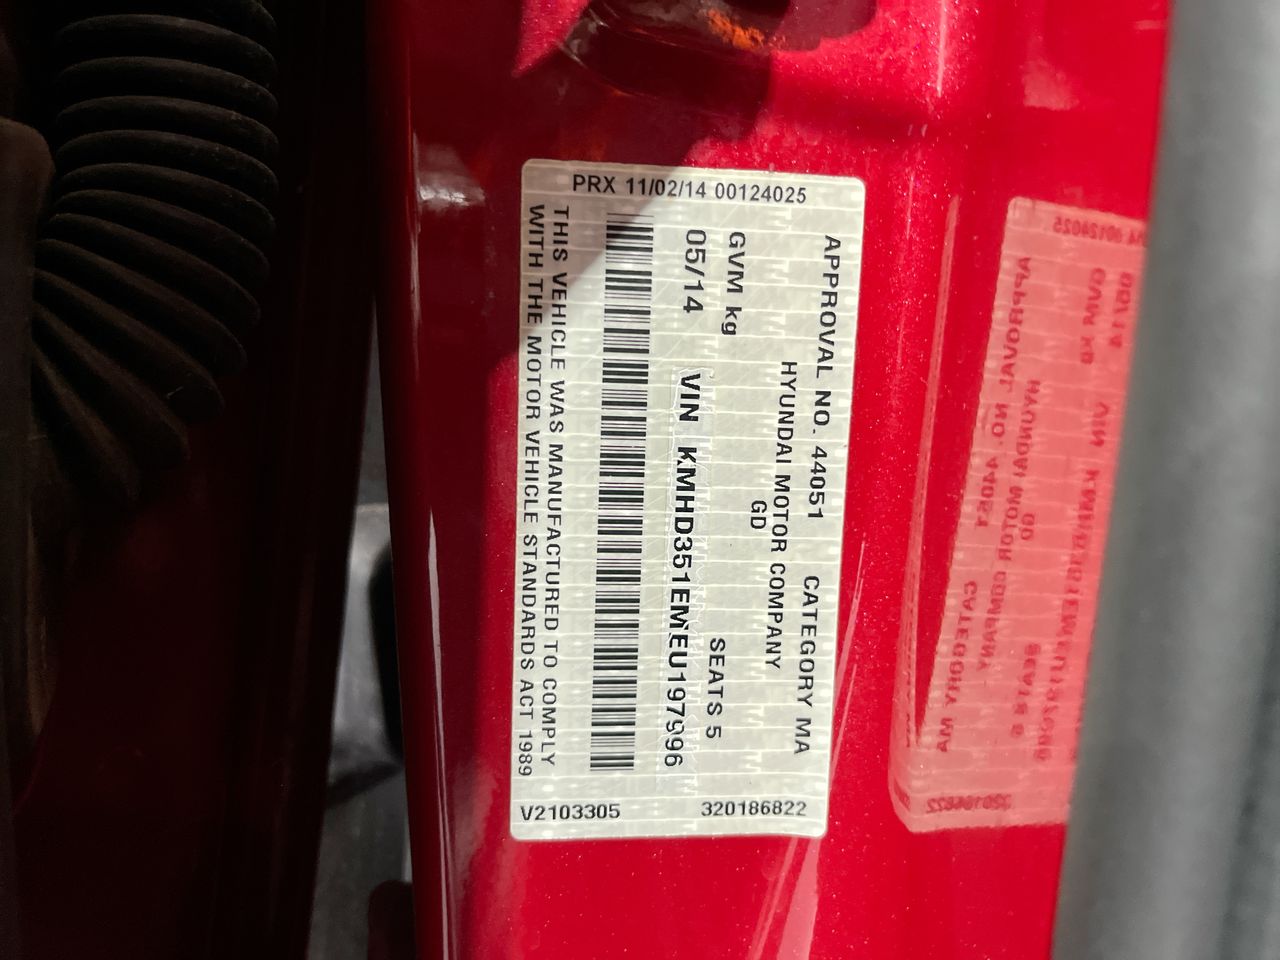 PRX 11/02/14 00124025
APPROVAL NO. 44051 CATEGORY MA
HYUNDAI MOTOR COMPANY
GD
GVM kg SEATS 5
05/14 VIN KMHD351EMEU197996
THIS VEHICLE WAS MANUFACTURED TO COMPLY
WITH THE MOTOR VEHICLE STANDARDS ACT 1989
V2103305 320186822